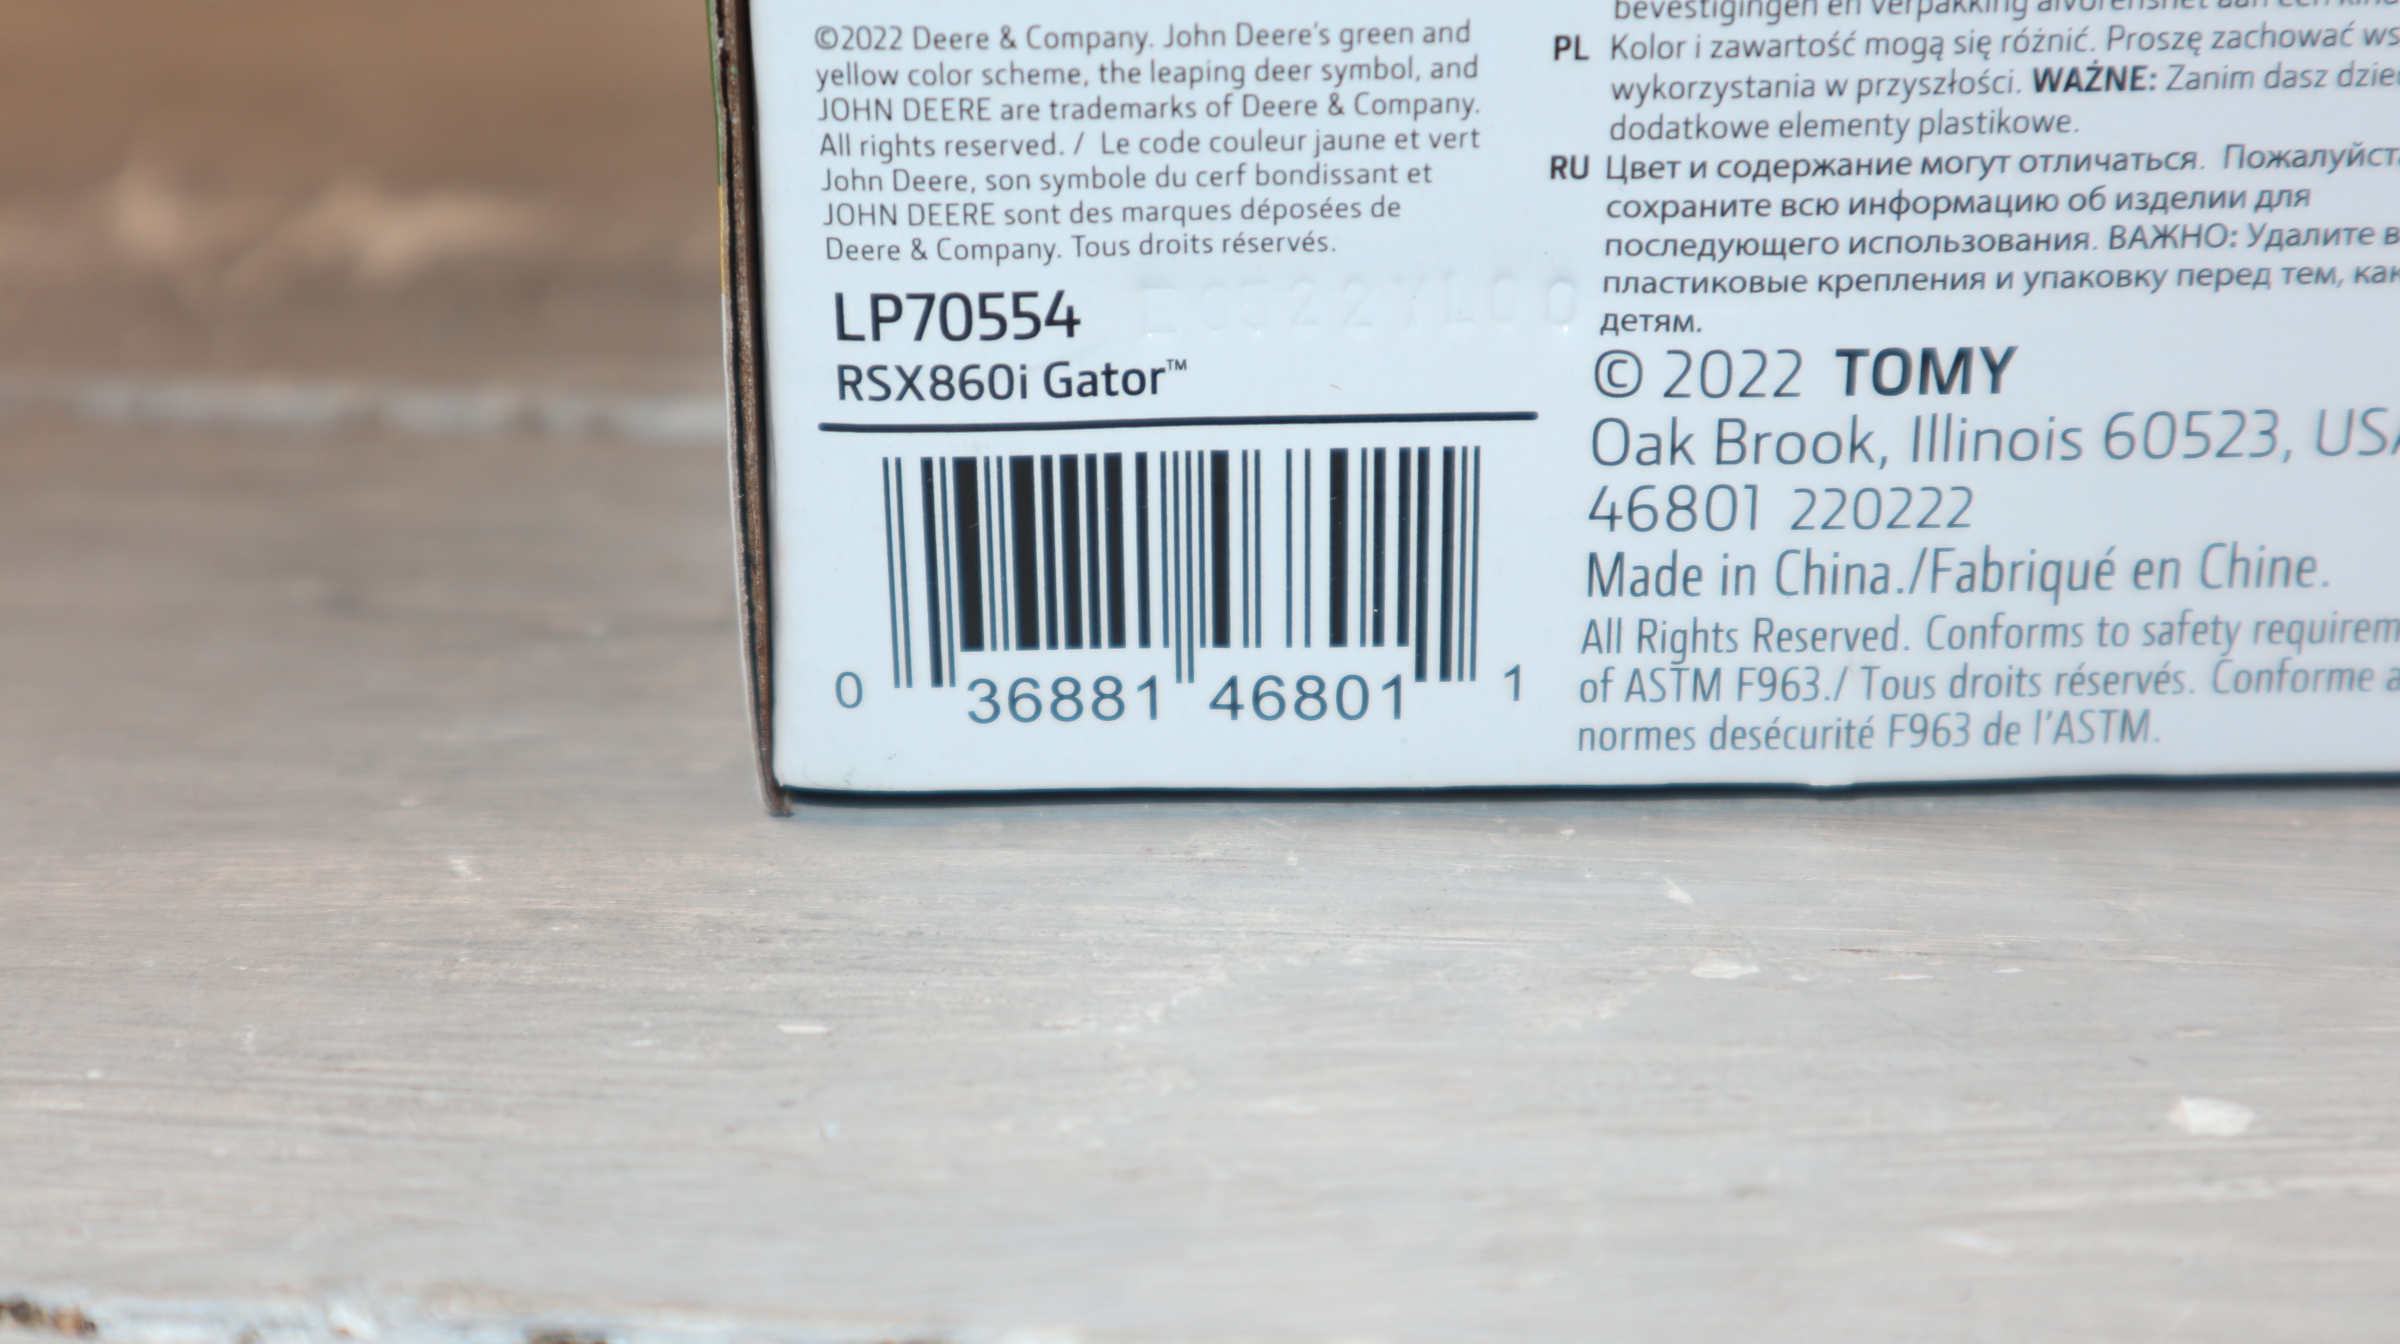 ©2022 Deere & Company. John Deere's green and
yellow color scheme, the leaping deer symbol, and
JOHN DEERE are trademarks of Deere & Company.
All rights reserved. / Le code couleur jaune et vert
John Deere, son symbole du cerf bondissant et
JOHN DEERE sont des marques déposées de
Deere & Company. Tous droits réservés.
LP70554
RSX860i Gator™
0 36881 46801 1
bevestigingen en verpakking
PL Kolor i zawartość mogą się różnić. Proszę zachować
wykorzystania w przyszłości. WAŻNE: Zanim dasz
dodatkowe elementy plastikowe.
RU Цвет и содержание могут отличаться. 
сохраните всю информацию об изделии для
последующего использования. ВАЖНО: Удалите
пластиковые крепления и упаковку перед тем, как
детям.
© 2022 TOMY
Oak Brook, Illinois 60523, USA
46801 220222
Made in China./Fabriqué en Chine.
All Rights Reserved. Conforms to safety
of ASTM F963./ Tous droits réservés. Conforme
normes desécurité F963 de l'ASTM.